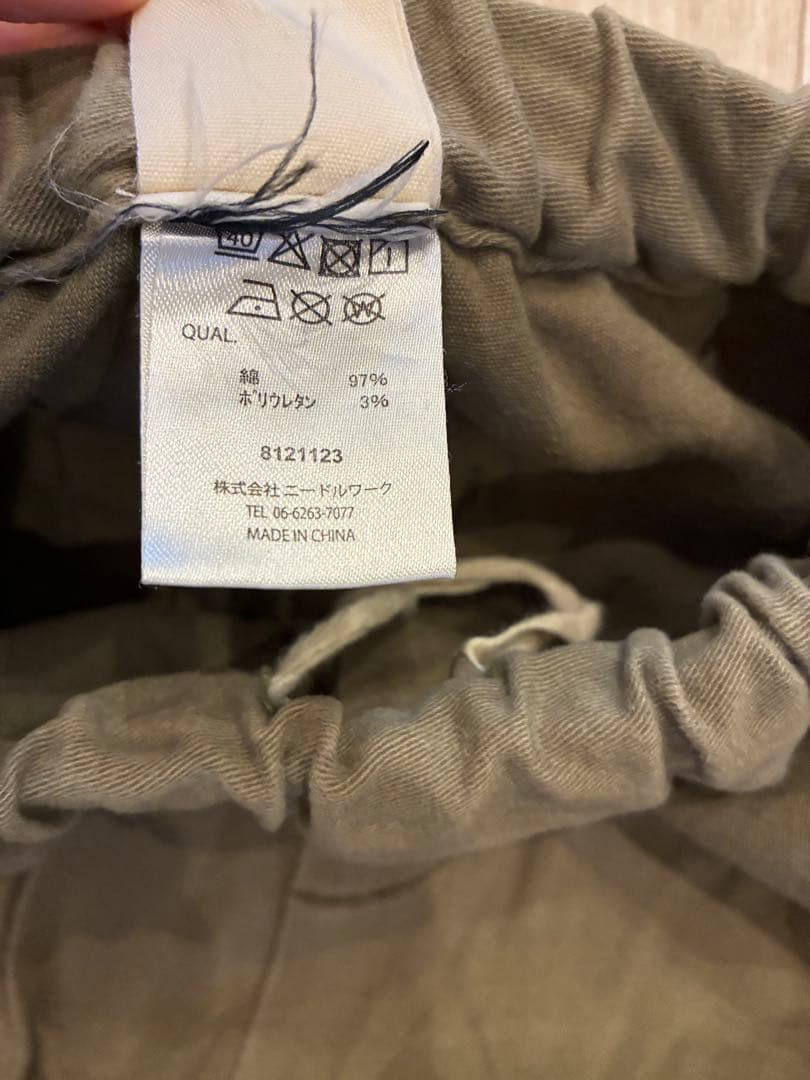 40
W
QUAL.
綿 97%
ポリウレタン 3%
8121123
株式会社 ニードルワーク
TEL 06-6263-7077
MADE IN CHINA